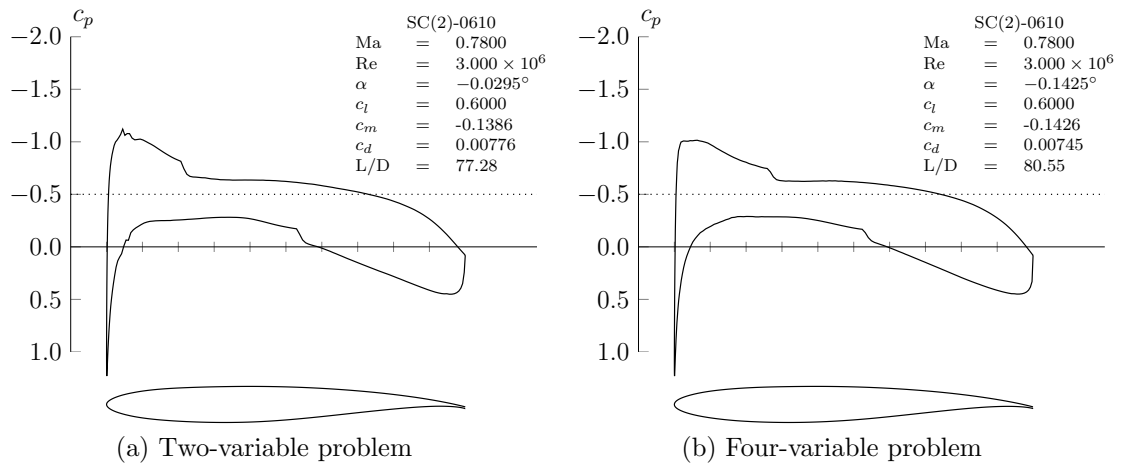 c_p
SC(2)-0610
Ma = 0.7800
Re = 3.000 × 10^6
α = −0.0295°
c_l = 0.6000
c_m = -0.1386
c_d = 0.00776
L/D = 77.28
−2.0
−1.5
−1.0
−0.5
0.0
0.5
1.0
(a) Two-variable problem
c_p
SC(2)-0610
Ma = 0.7800
Re = 3.000 × 10^6
α = −0.1425°
c_l = 0.6000
c_m = -0.1426
c_d = 0.00745
L/D = 80.55
−2.0
−1.5
−1.0
−0.5
0.0
0.5
1.0
(b) Four-variable problem